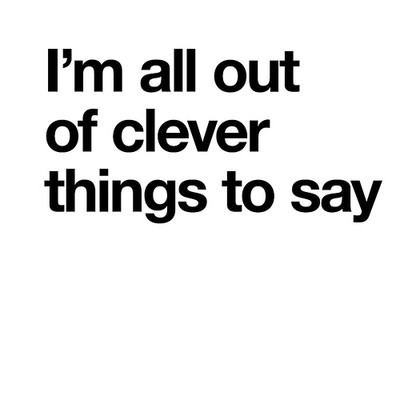 I’m all out
of clever
things to say